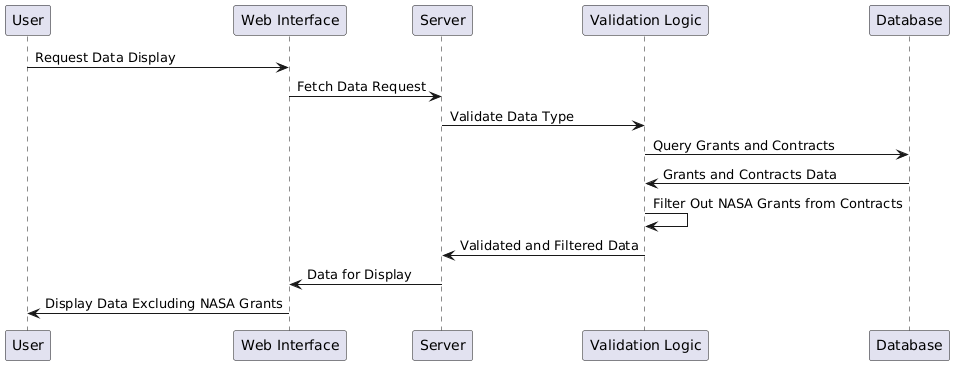 User
Web Interface
Server
Validation Logic
Database
Request Data Display
Fetch Data Request
Validate Data Type
Query Grants and Contracts
Grants and Contracts Data
Filter Out NASA Grants from Contracts
Validated and Filtered Data
Data for Display
Display Data Excluding NASA Grants
User
Web Interface
Server
Validation Logic
Database